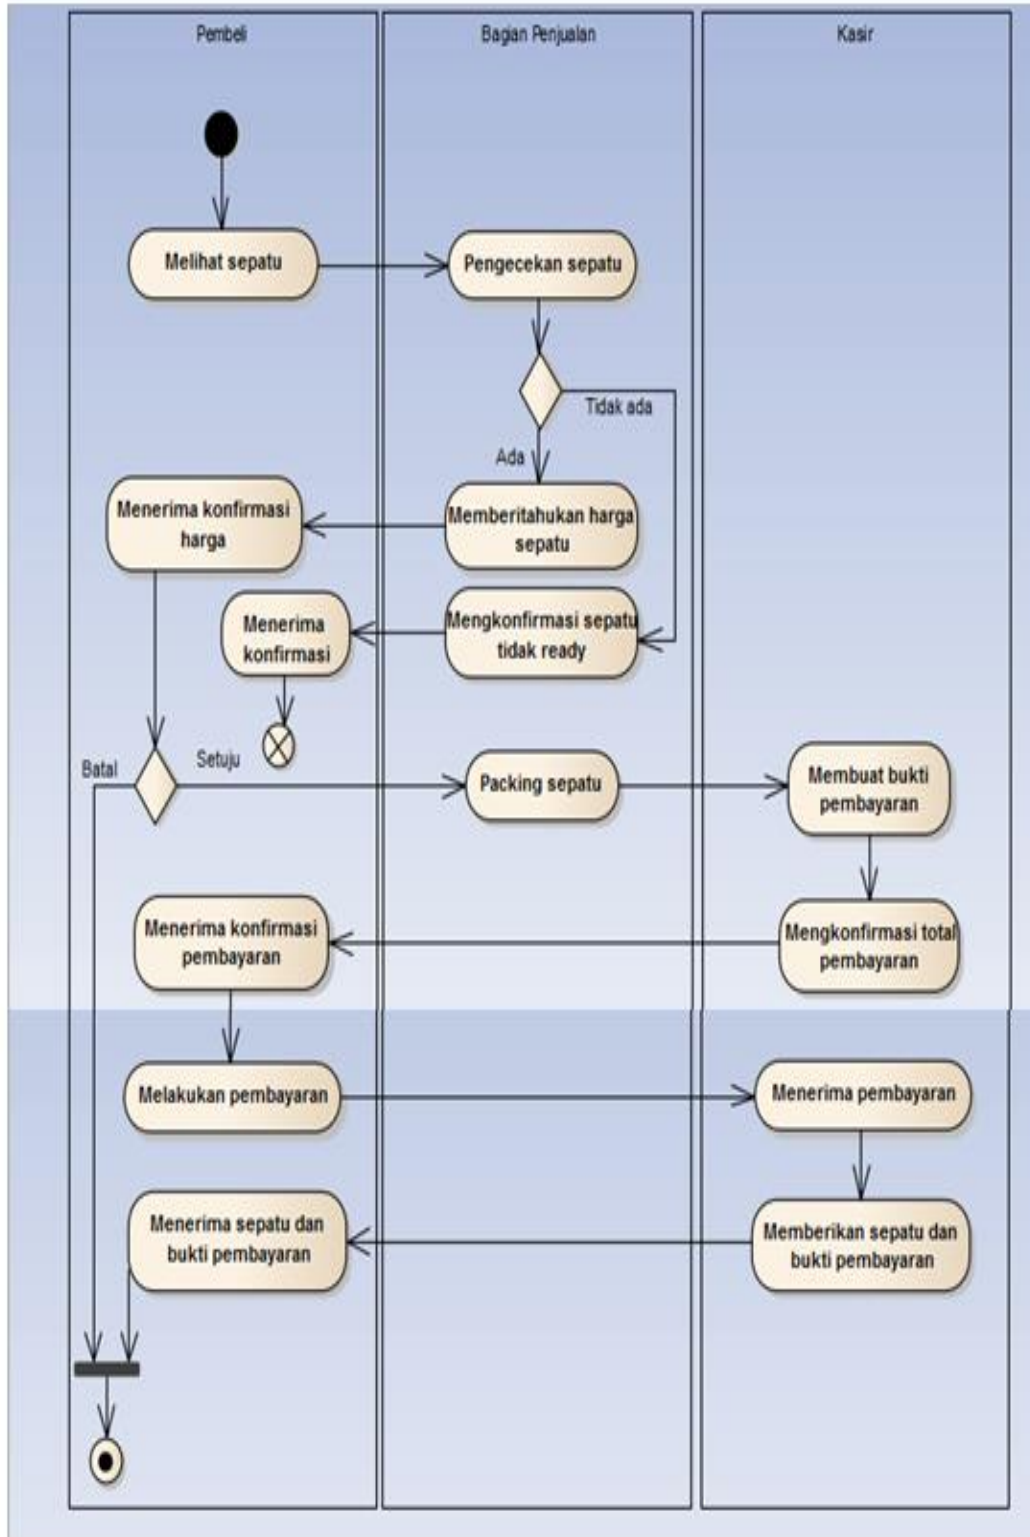 Pembeli
Bagian Penjualan
Kasir
Melihat sepatu
Pengecekan sepatu
Tidak ada
Ada
Menerima konfirmasi
harga
Memberitahukan harga
sepatu
Menerima
konfirmasi
Mengkonfirmasi sepatu
tidak ready
Batal
Setuju
Packing sepatu
Membuat bukti
pembayaran
Menerima konfirmasi
pembayaran
Mengkonfirmasi total
pembayaran
Melakukan pembayaran
Menerima pembayaran
Menerima sepatu dan
bukti pembayaran
Memberikan sepatu dan
bukti pembayaran